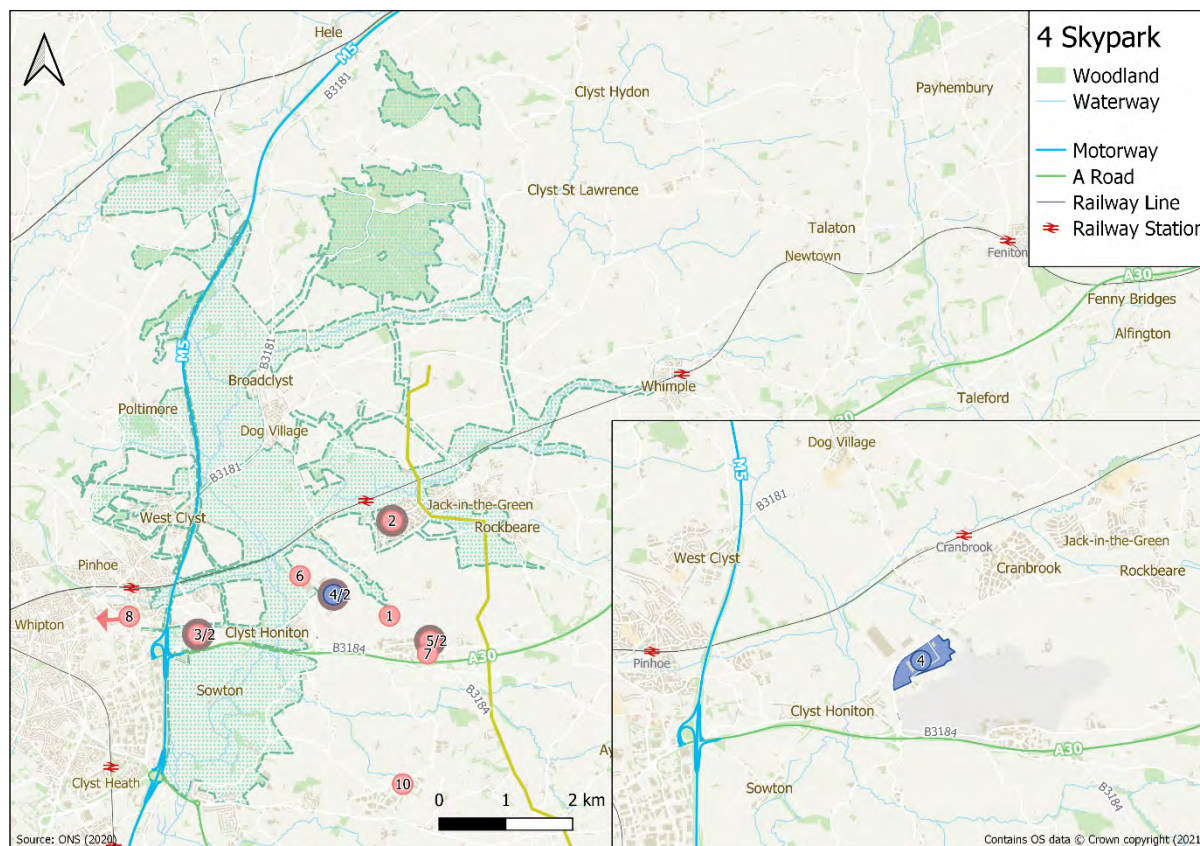 Hele
M5
B3181
Clyst Hydon
Payhembury
4 Skypark
Woodland
Waterway
Motorway
A Road
Railway Line
Railway Station
Clyst St Lawrence
Talaton
Newtown
Feniton
A30
Fenny Bridges
Alfington
M5
B3181
Broadclyst
Poltimore
Dog Village
B3181
Whimple
Taleford
West Clyst
Jack-in-the-Green
Rockbeare
2
Pinhoe
6
4/2
8
1
Whipton
3/2
Clyst Honiton
5/2
7
B3184
A30
Sowton
B3184
Clyst Heath
10
0 1 2 km
Source: ONS (2020)
Dog Village
M5
B3181
West Clyst
Cranbrook
Jack-in-the-Green
Cranbrook
Rockbeare
Pinhoe
4
Clyst Honiton
B3184
A30
Sowton
B3184
Contains OS data © Crown copyright (2021